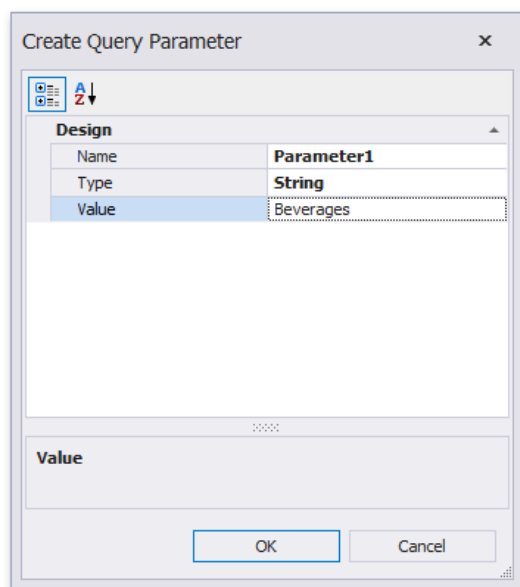 Create Query Parameter
A
Z
Design
Name Parameter1
Type String
Value Beverages
Value
OK Cancel